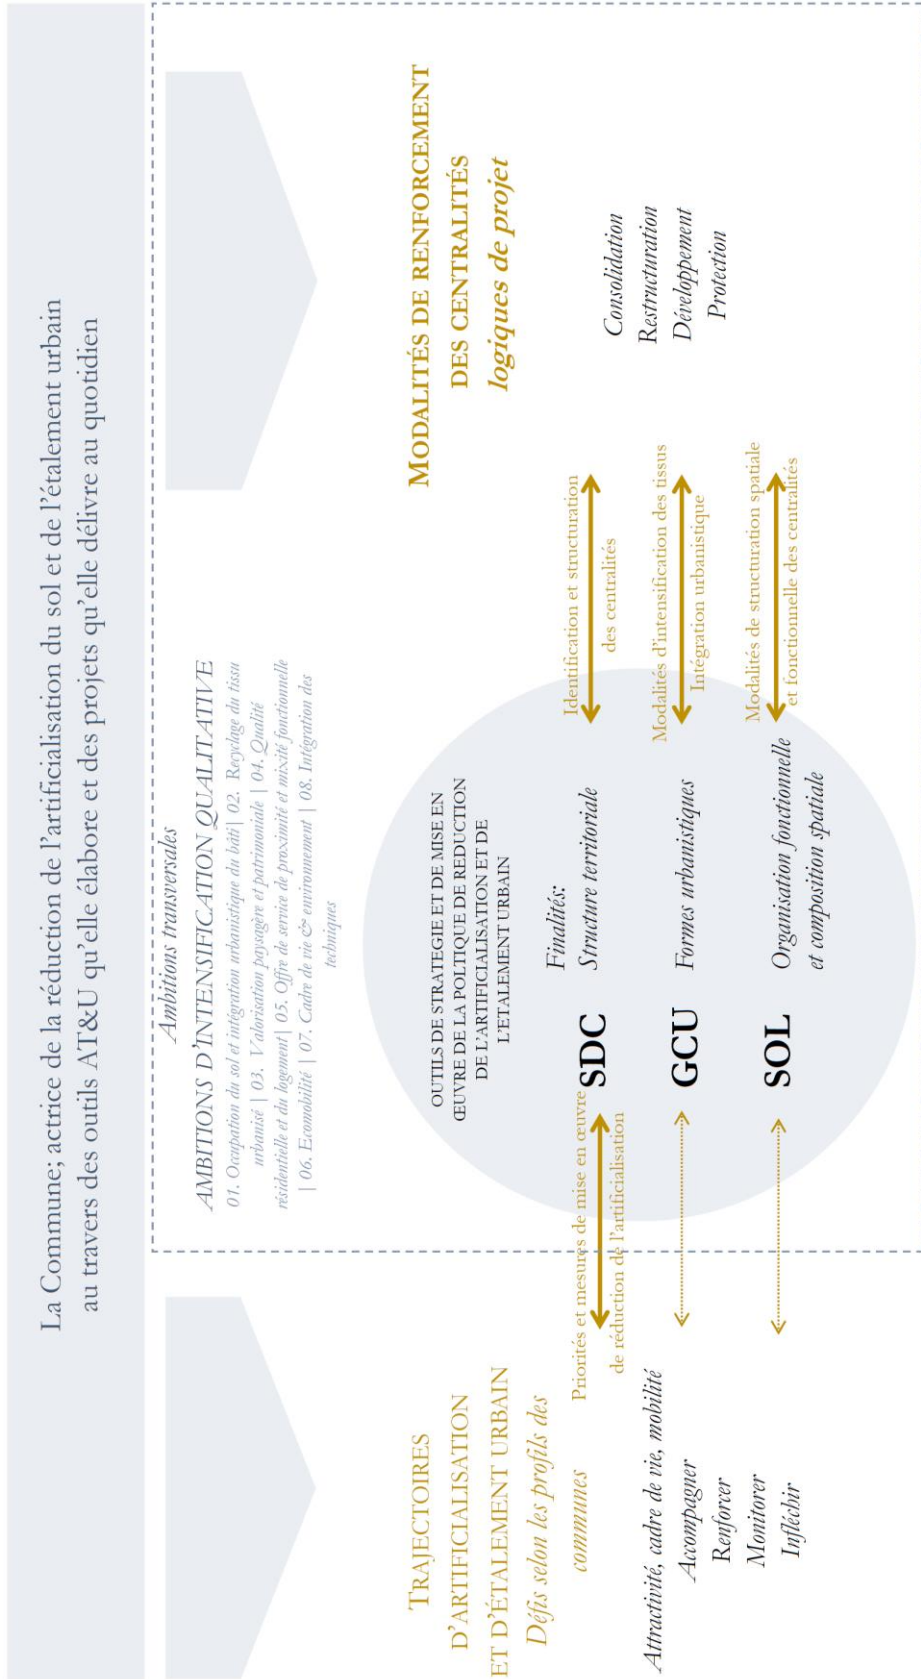 La Commune; actrice de la réduction de l'artificialisation du sol et de l'étalement urbain
au travers des outils AT&U qu'elle élabore et des projets qu'elle délivre au quotidien
TRAJECTOIRES
D'ARTIFICIALISATION
ET D'ÉTALEMENT URBAIN
Défis selon les profils des
communes
Attractivité, cadre de vie, mobilité
Accompagner
Renforcer
Monitorer
Infléchir
Priorités et mesures de mise en œuvre
de réduction de l'artificialisation
Ambitions transversales
AMBITIONS D'INTENSIFICATION QUALITATIVE
01. Occupation du sol et intégration urbanistique du bâti| 02. Recyclage du tissu
urbanisé | 03. Valorisation paysagère et patrimoniale | 04. Qualité
résidentielle et du logement| 05. Offre de service de proximité et mixité fonctionnelle
| 06. Ecomobilité | 07. Cadre de vie & environnement | 08. Intégration des
techniques
OUTILS DE STRATEGIE ET DE MISE EN
ŒUVRE DE LA POLTIQUE DE REDUCTION
DE L'ARTIFICIALISATION ET DE
L'ETALEMENT URBAIN
Finalités:
SDC
Structure territoriale
GCU
Formes urbanistiques
SOL
Organisation fonctionnelle
et composition spatiale
Identification et structuration
des centralités
Modalités d'intensification des tissus
Intégration urbanistique
Modalités de structuration spatiale
et fonctionnelle des centralités
MODALITÉS DE RENFORCEMENT
DES CENTRALITÉS
logiques de projet
Consolidation
Restructuration
Développement
Protection